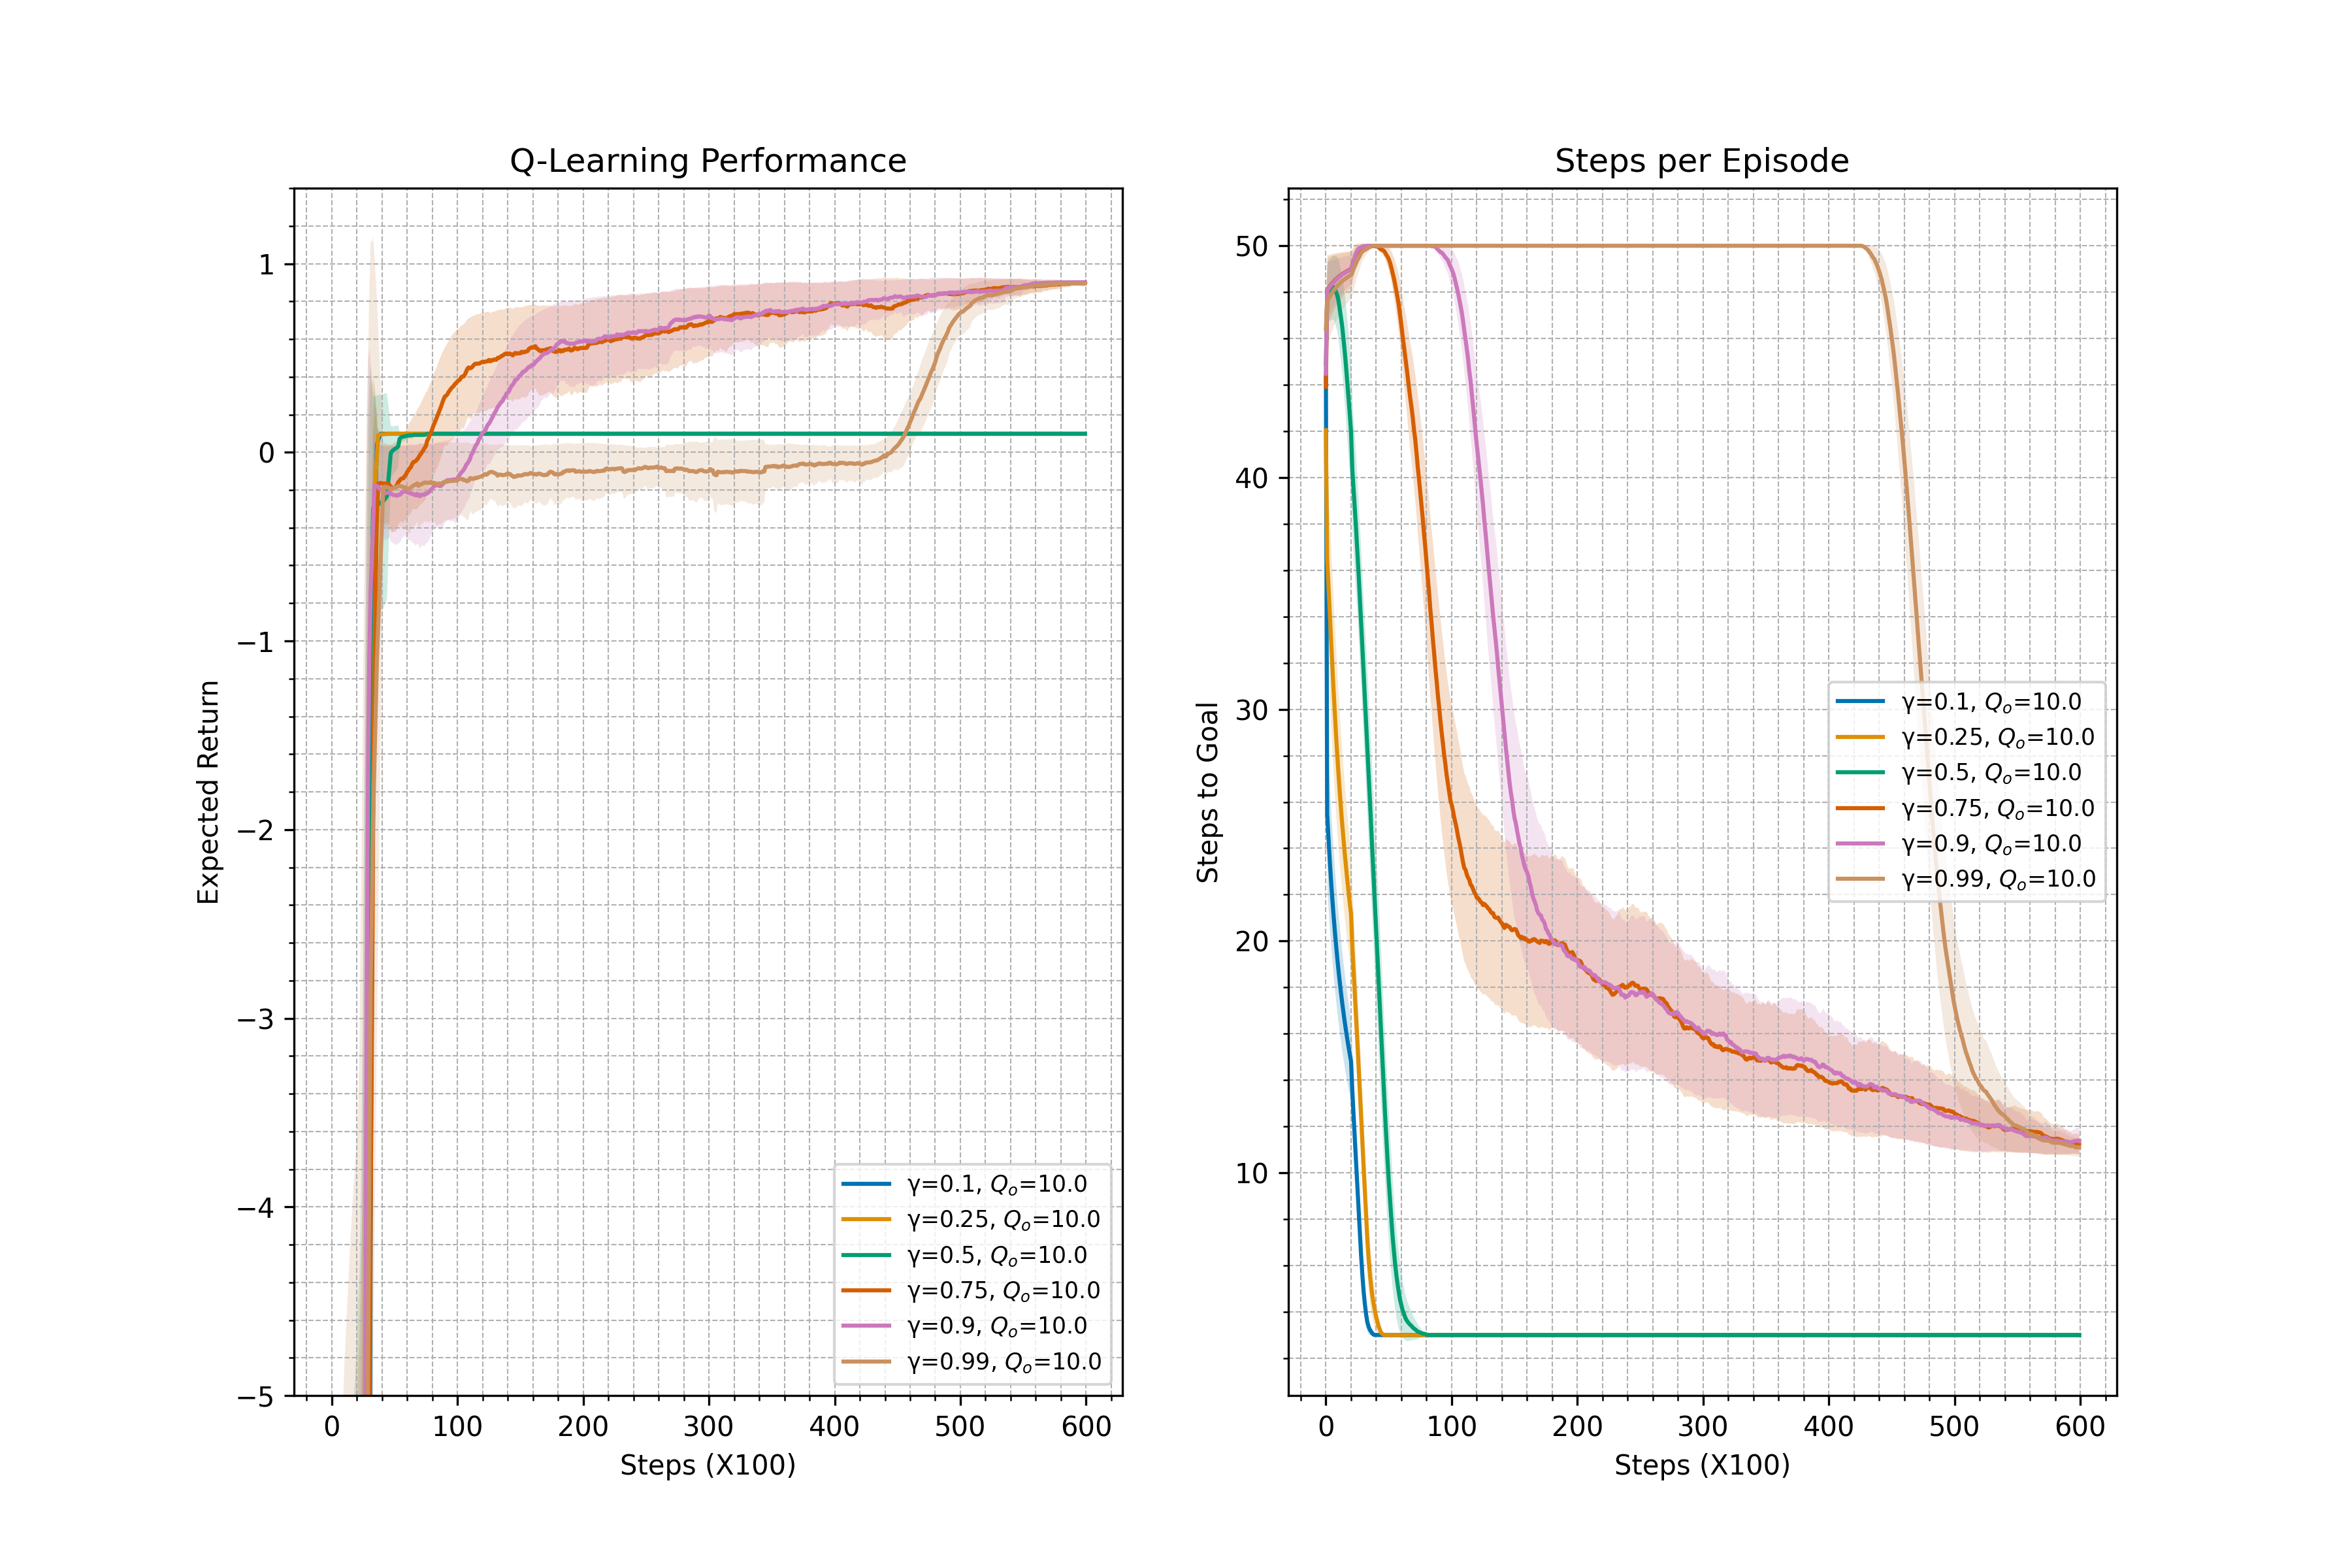 Q-Learning Performance
Expected Return
1
0
−1
−2
−3
−4
−5
0 100 200 300 400 500 600
Steps (X100)
γ=0.1, Qₒ=10.0
γ=0.25, Qₒ=10.0
γ=0.5, Qₒ=10.0
γ=0.75, Qₒ=10.0
γ=0.9, Qₒ=10.0
γ=0.99, Qₒ=10.0
Steps per Episode
Steps to Goal
50
40
30
20
10
0 100 200 300 400 500 600
Steps (X100)
γ=0.1, Qₒ=10.0
γ=0.25, Qₒ=10.0
γ=0.5, Qₒ=10.0
γ=0.75, Qₒ=10.0
γ=0.9, Qₒ=10.0
γ=0.99, Qₒ=10.0